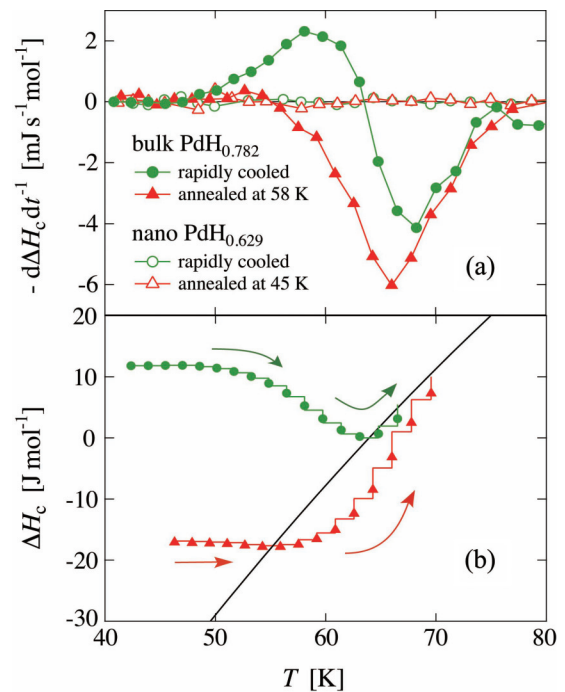 2
0
-2
-4
-6
- dΔH_c dt⁻¹ [mJ s⁻¹ mol⁻¹]
bulk PdH₀.₇₈₂
rapidly cooled
annealed at 58 K
nano PdH₀.₆₂₉
rapidly cooled
annealed at 45 K
(a)
20
10
0
-10
-20
-30
ΔH_c [J mol⁻¹]
(b)
40 50 60 70 80
T [K]